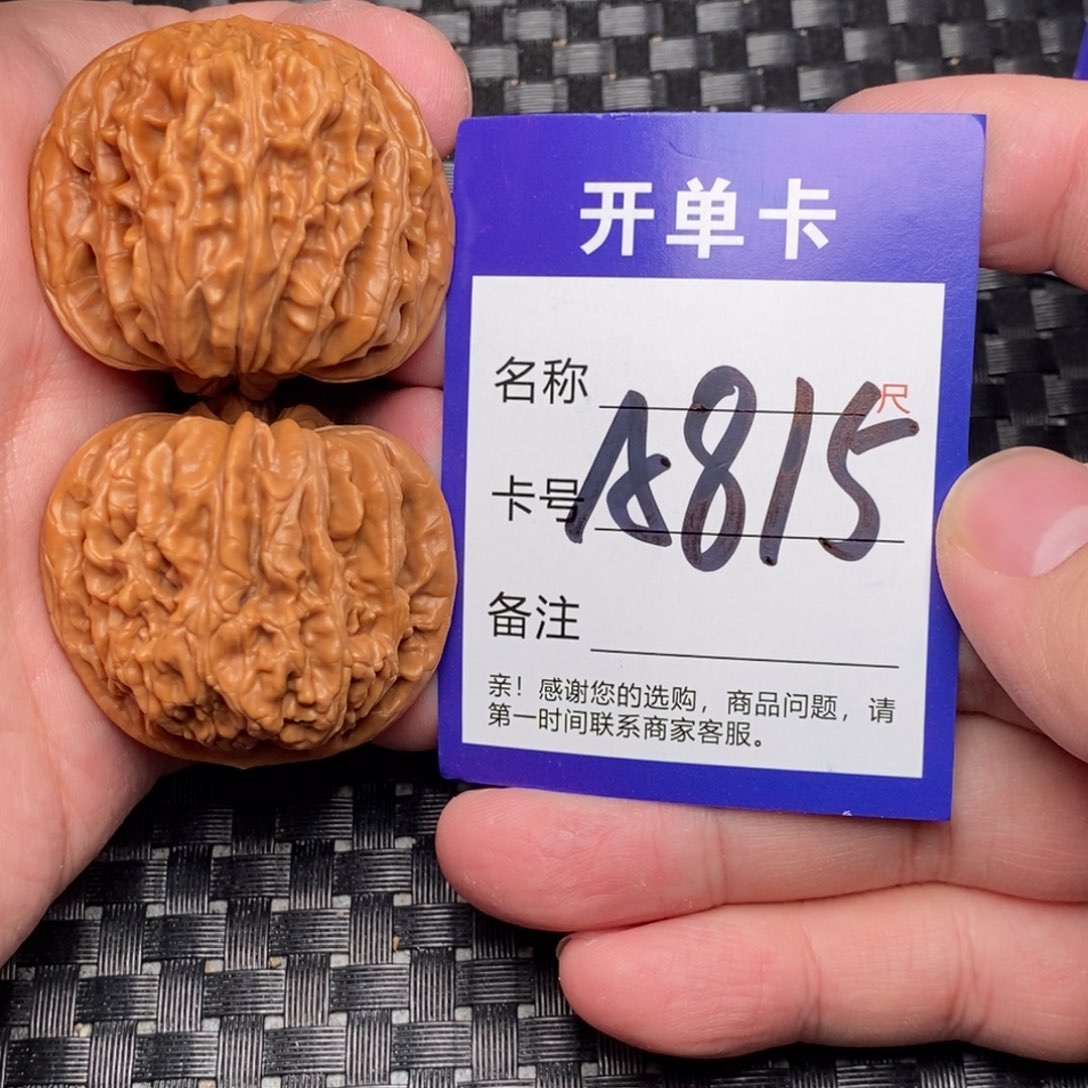 开单卡
名称 尺
卡号 A815
备注
亲！感谢您的选购，商品问题，请
第一时间联系商家客服。